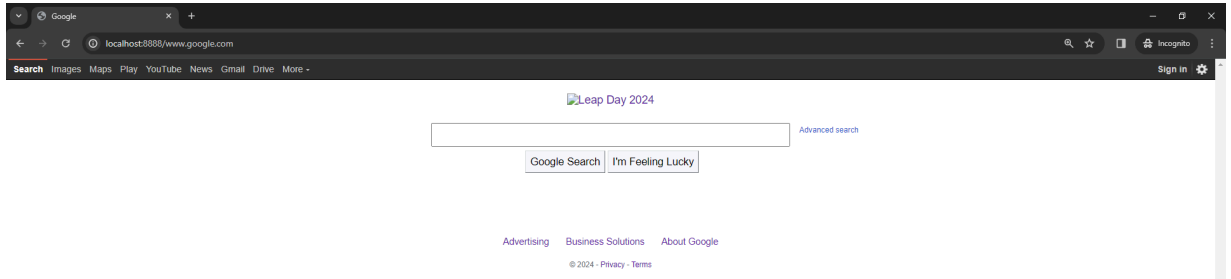 Google
localhost:8888/www.google.com
Incognito
Search Images Maps Play YouTube News Gmail Drive More
Sign in
Leap Day 2024
Advanced search
Google Search I'm Feeling Lucky
Advertising Business Solutions About Google
© 2024 - Privacy - Terms